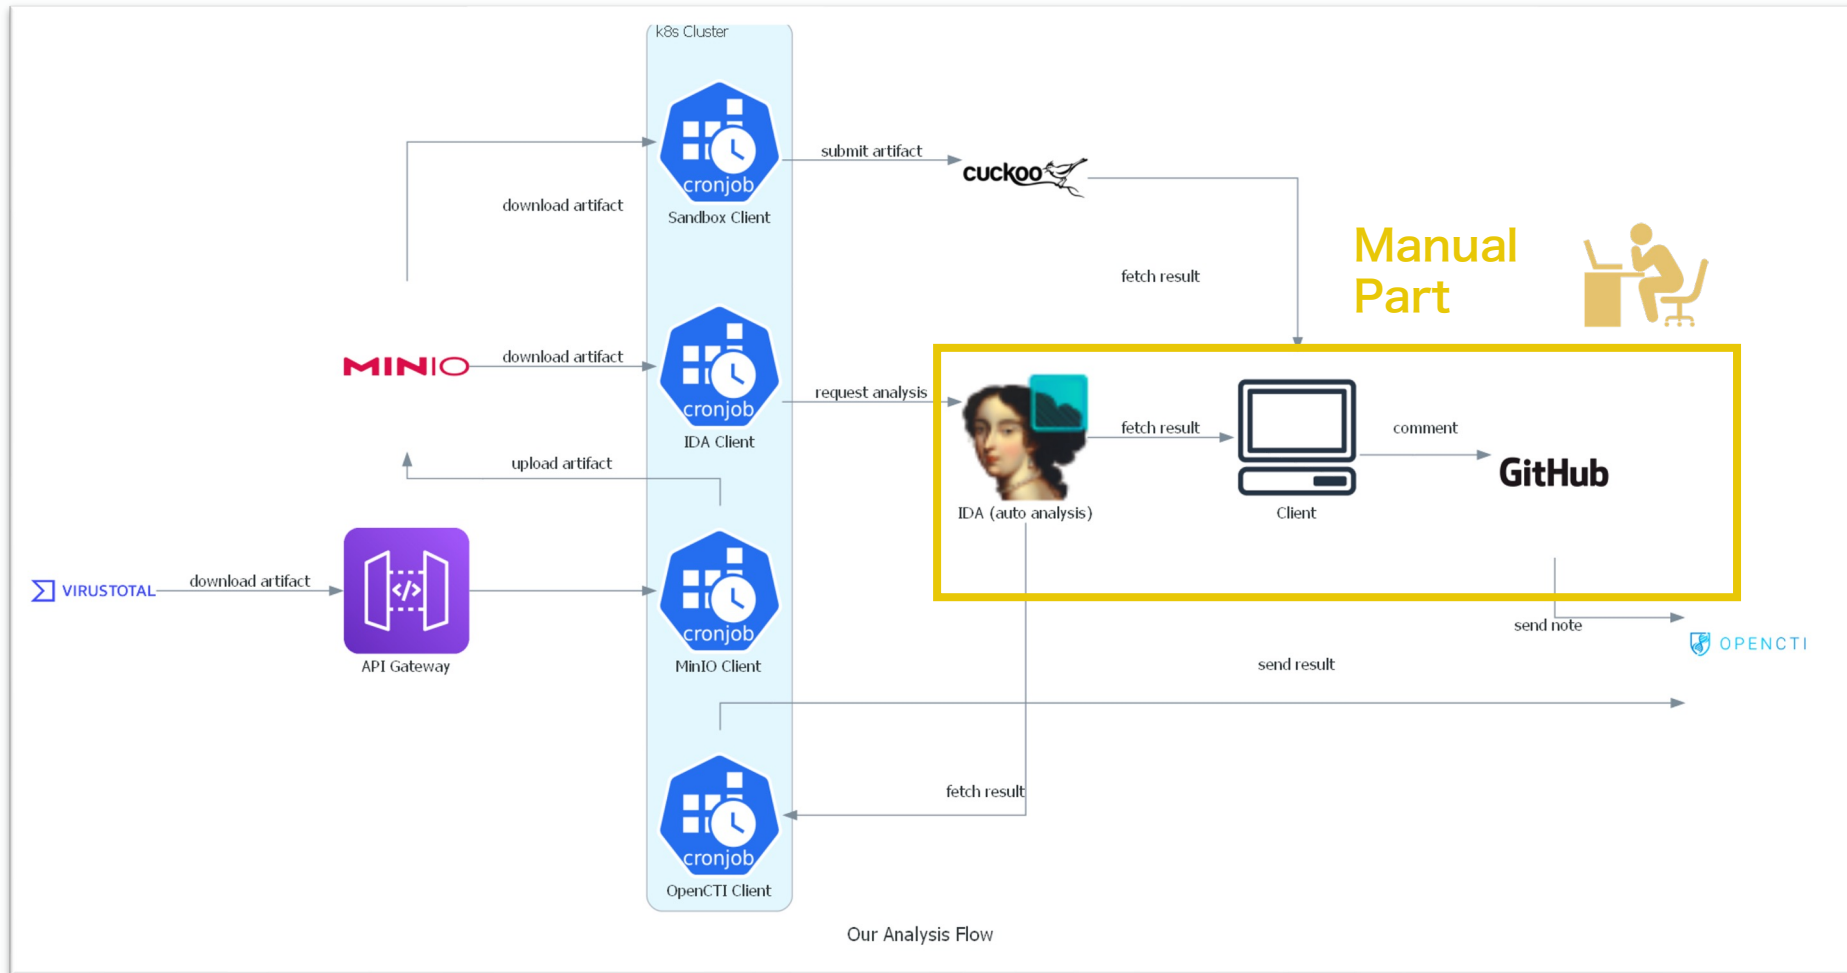 k8s Cluster
cronjob
Sandbox Client
submit artifact
cuckoo
download artifact
fetch result
Manual
Part
MINIO
download artifact
cronjob
IDA Client
request analysis
IDA (auto analysis)
fetch result
Client
comment
GitHub
upload artifact
VIRUSTOTAL
download artifact
API Gateway
cronjob
MinIO Client
send note
OPENCTI
send result
fetch result
cronjob
OpenCTI Client
Our Analysis Flow